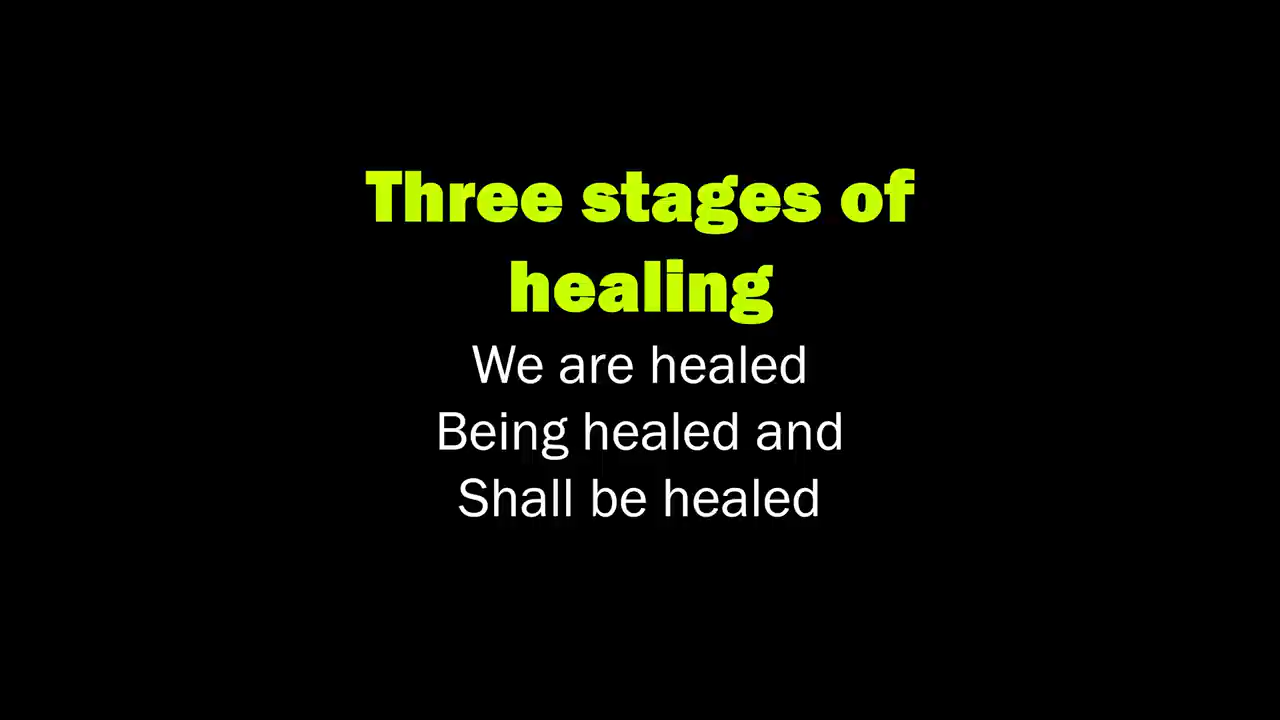 Three stages of
healing
We are healed
Being healed and
Shall be healed